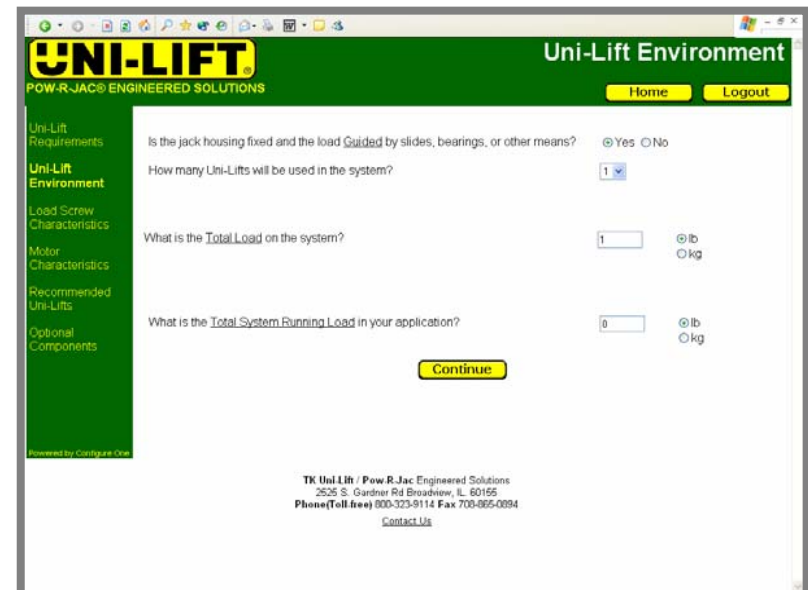 UNI-LIFT®
Uni-Lift Environment
POW-R-JAC® ENGINEERED SOLUTIONS
Home
Logout
Uni-Lift
Requirements
Uni-Lift
Environment
Load Screw
Characteristics
Motor
Characteristics
Recommended
Uni-Lifts
Optional
Components
Powered by Configure One
Is the jack housing fixed and the load Guided by slides, bearings, or other means? Yes No
How many Uni-Lifts will be used in the system? 1
What is the Total Load on the system? 1 lb
kg
What is the Total System Running Load in your application? 0 lb
kg
Continue
TK Uni-Lift / Pow-R-Jac Engineered Solutions
2525 S. Gardner Rd Broadview, IL. 60155
Phone(Toll-free) 800-323-9114 Fax 708-865-0894
Contact Us